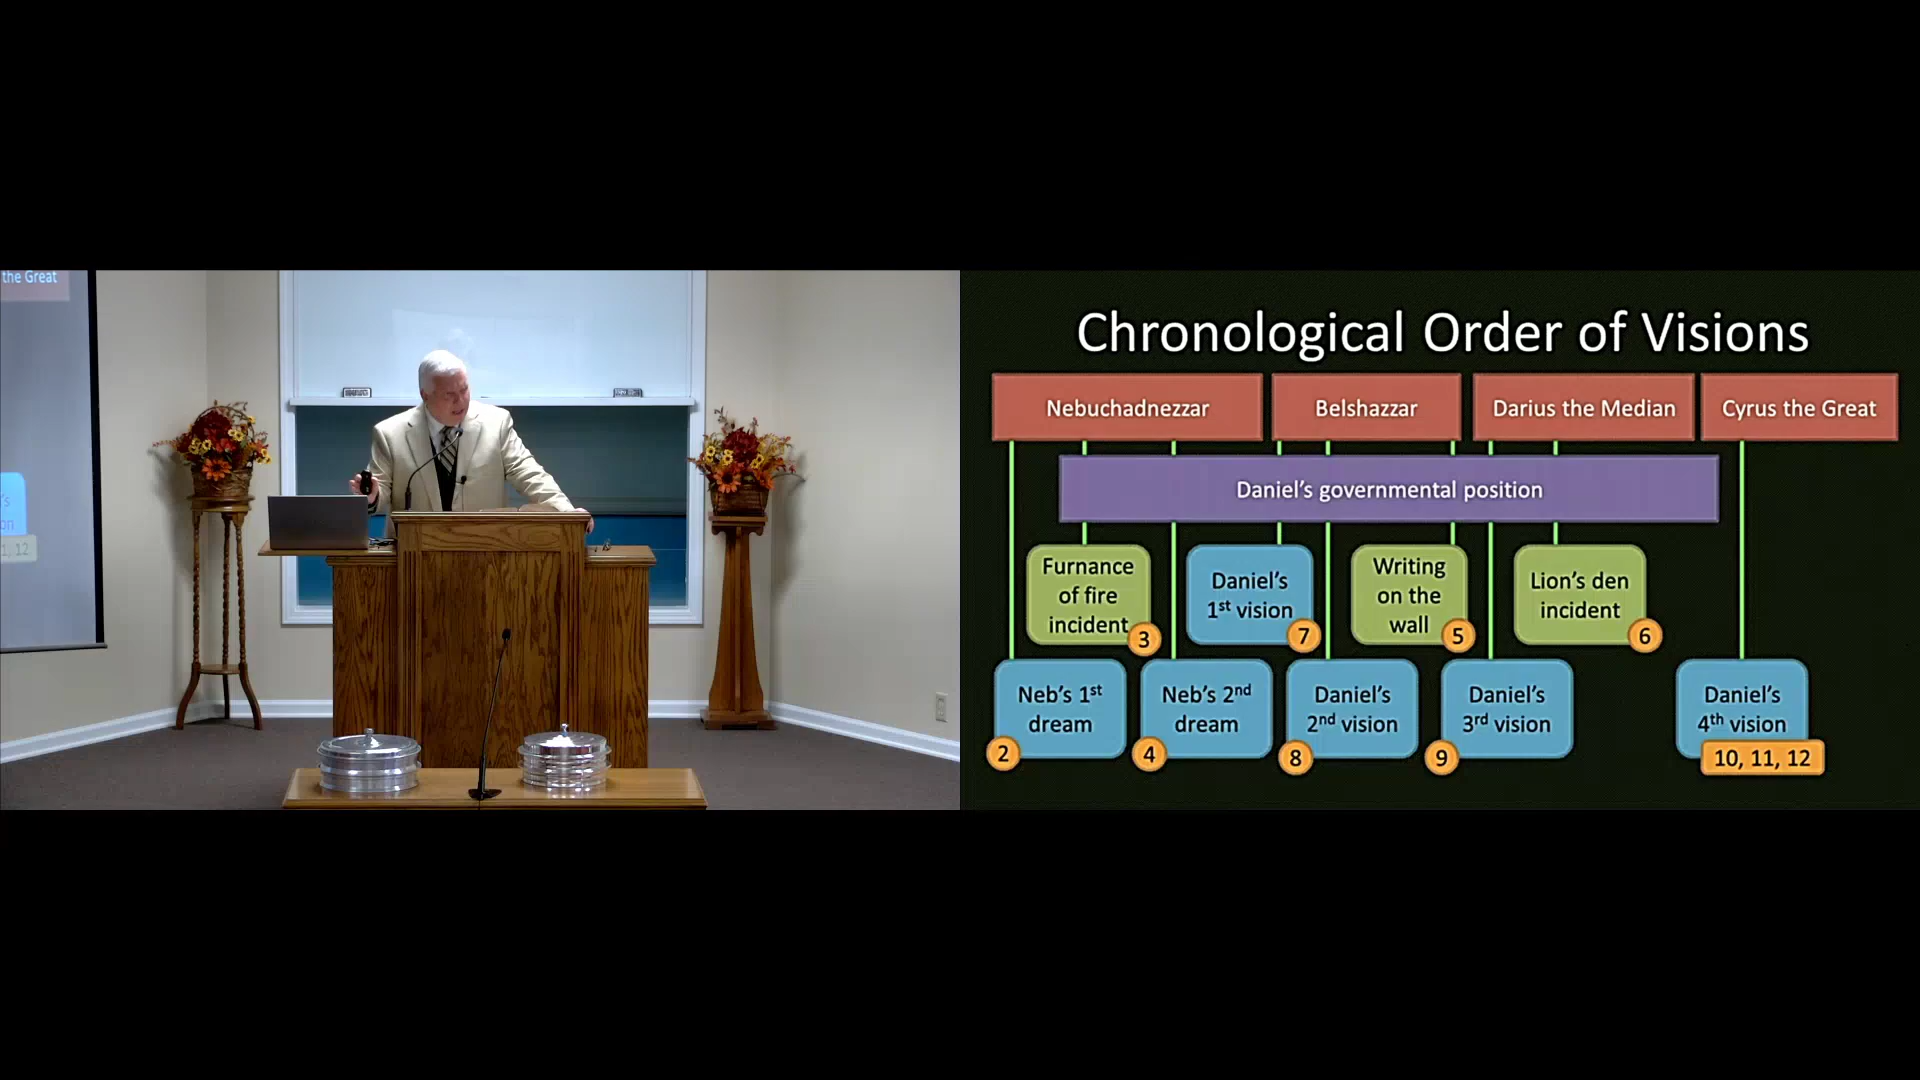 the Great
's
on
1, 12
Chronological Order of Visions
Nebuchadnezzar
Belshazzar
Darius the Median
Cyrus the Great
Daniel's governmental position
Furnance
of fire
incident
3
Daniel's
1st vision
7
Writing
on the
wall
5
Lion's den
incident
6
Neb's 1st
dream
2
Neb's 2nd
dream
4
Daniel's
2nd vision
8
Daniel's
3rd vision
9
Daniel's
4th vision
10, 11, 12